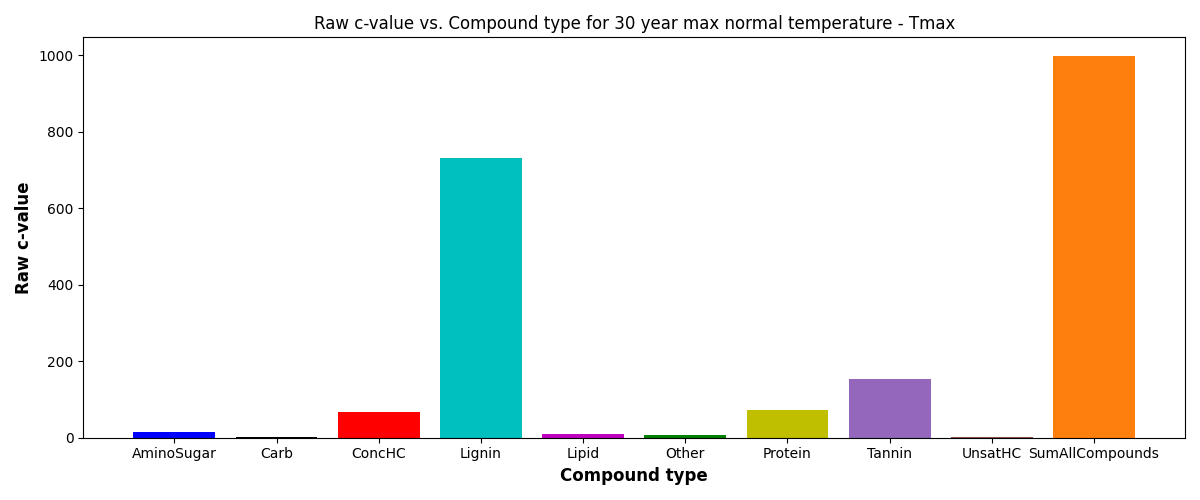 Raw c-value vs. Compound type for 30 year max normal temperature - Tmax
1000
800
600
400
200
0
Raw c-value
AminoSugar Carb ConcHC Lignin Lipid Other Protein Tannin UnsatHC SumAllCompounds
Compound type